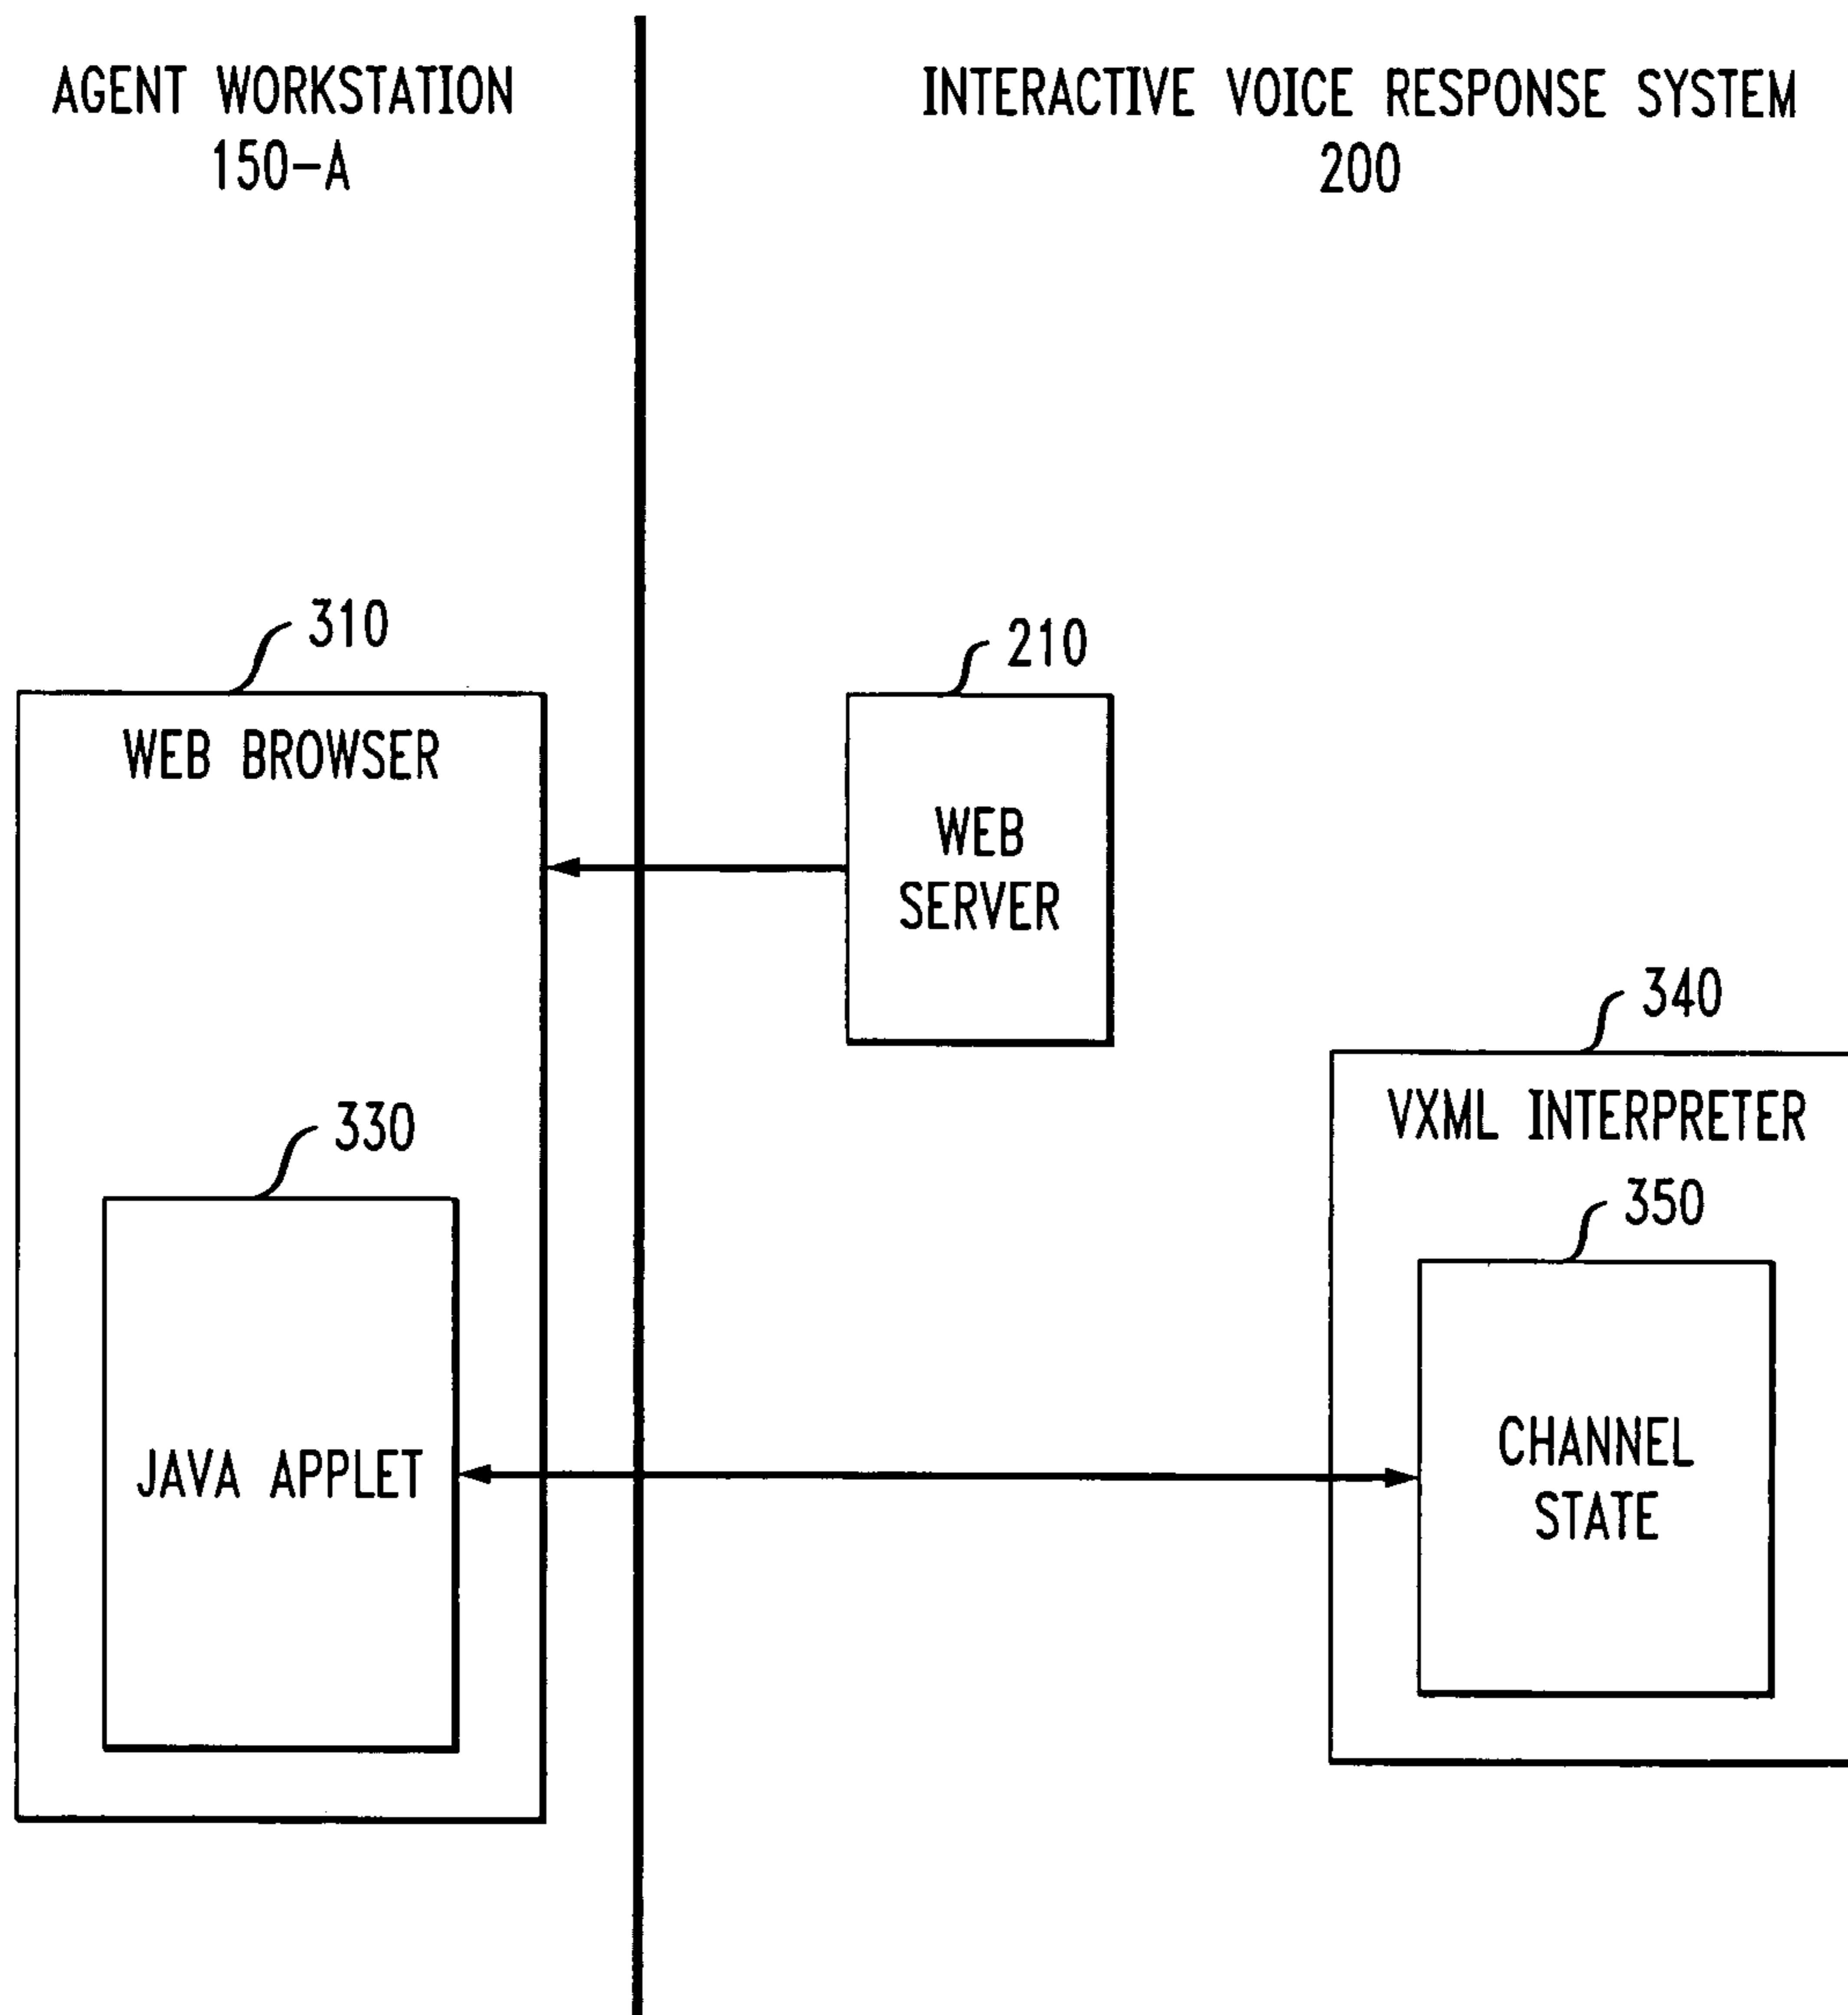 AGENT WORKSTATION
150-A
INTERACTIVE VOICE RESPONSE SYSTEM
200
310
WEB BROWSER
210
WEB
SERVER
330
JAVA APPLET
340
VXML INTERPRETER
350
CHANNEL
STATE